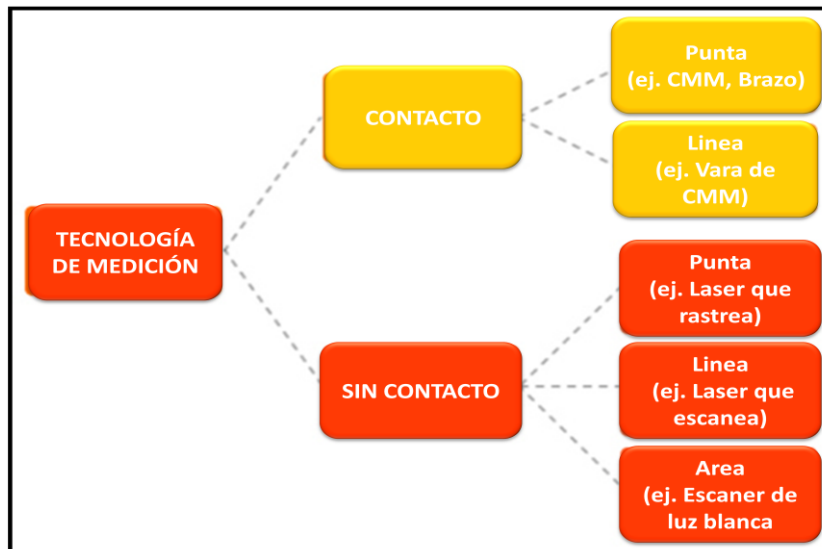 TECNOLOGÍA
DE MEDICIÓN
CONTACTO
Punta
(ej. CMM, Brazo)
Linea
(ej. Vara de
CMM)
SIN CONTACTO
Punta
(ej. Laser que
rastrea)
Linea
(ej. Laser que
escanea)
Area
(ej. Escaner de
luz blanca